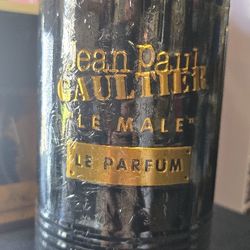 Jean Paul
GAULTIER
"LE MALE"
LE PARFUM